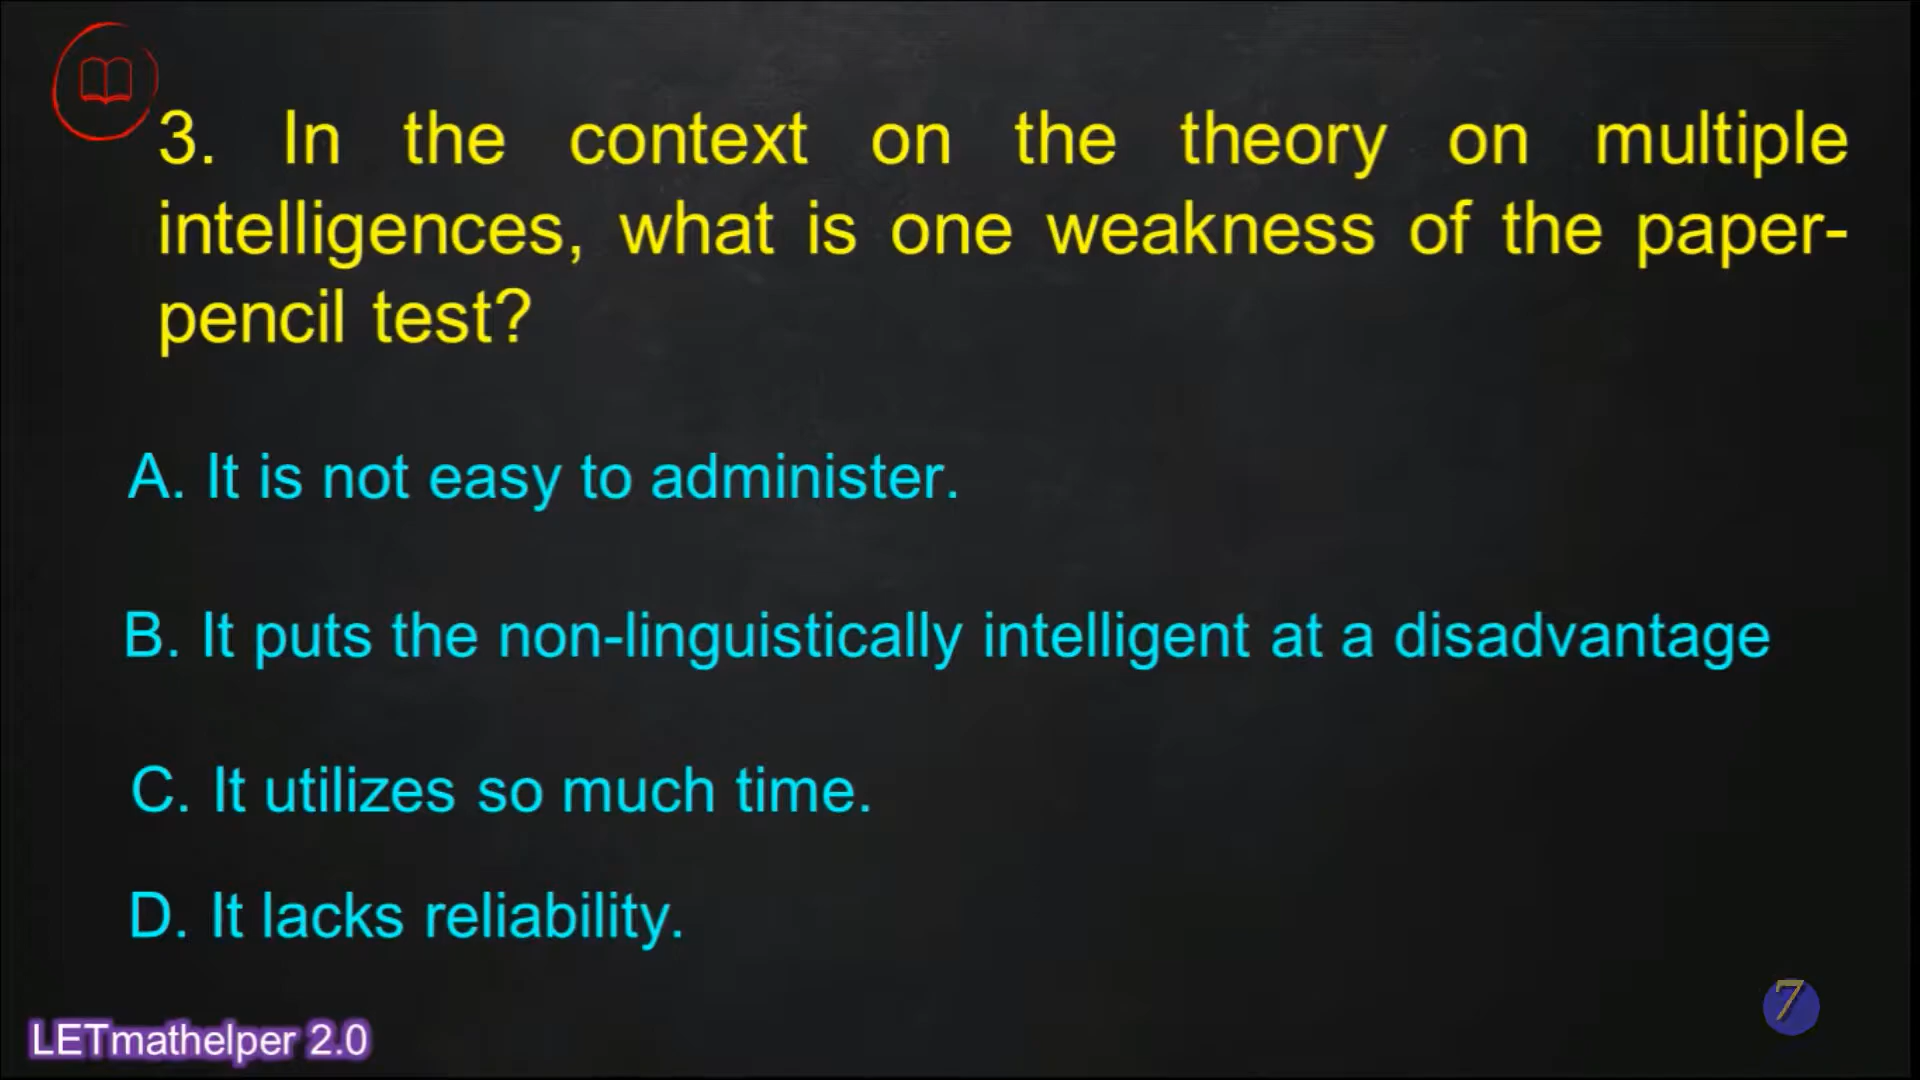 3. In the context on the theory on multiple
intelligences, what is one weakness of the paper-
pencil test?
A. It is not easy to administer.
B. It puts the non-linguistically intelligent at a disadvantage
C. It utilizes so much time.
D. It lacks reliability.
LETmathelper 2.0
7